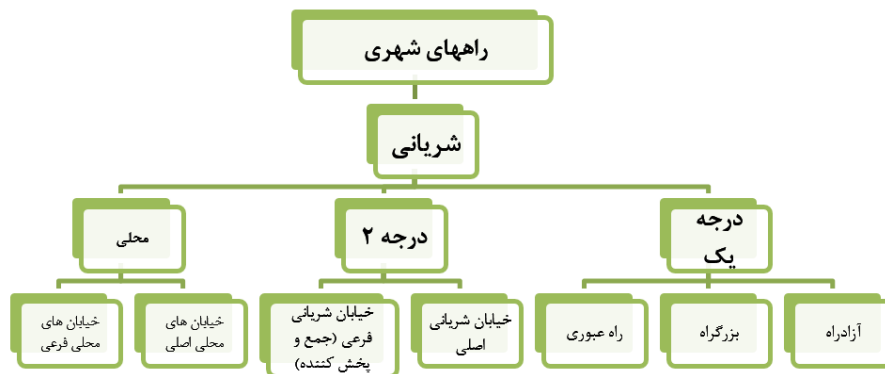 راههای شهری
شریانی
درجه
یک
درجه ۲
محلی
آزادراه
بزرگراه
راه عبوری
خیابان شریانی
اصلی
خیابان شریانی
فرعی (جمع و
پخش کننده)
خیابان های
محلی اصلی
خیابان های
محلی فرعی